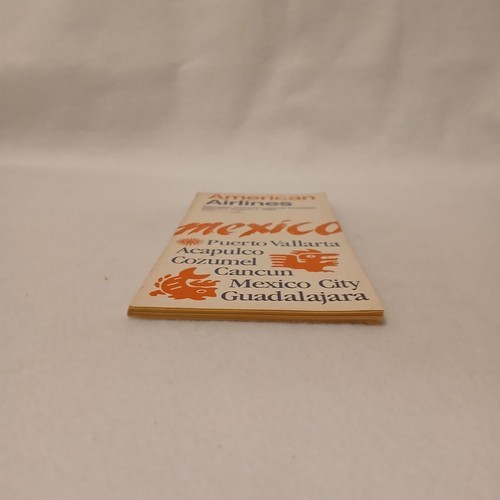 American
Airlines
mexico
Puerto Vallarta
Acapulco
Cozumel
Cancun
Mexico City
Guadalajara